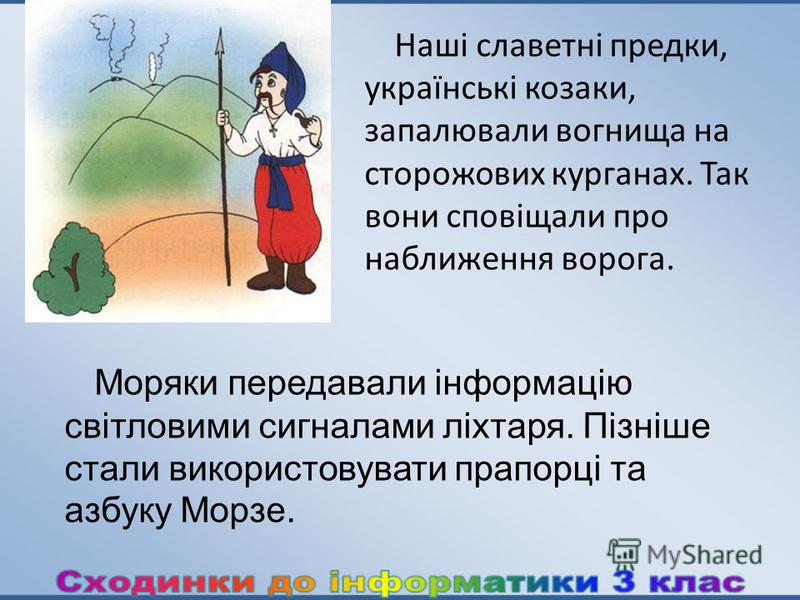 Наші славетні предки,
українські козаки,
запалювали вогнища на
сторожових курганах. Так
вони сповіщали про
наближення ворога.
Моряки передавали інформацію
світловими сигналами ліхтаря. Пізніше
стали використовувати прапорці та
азбуку Морзе.
MyShared
Сходинки до інформатики 3 клас